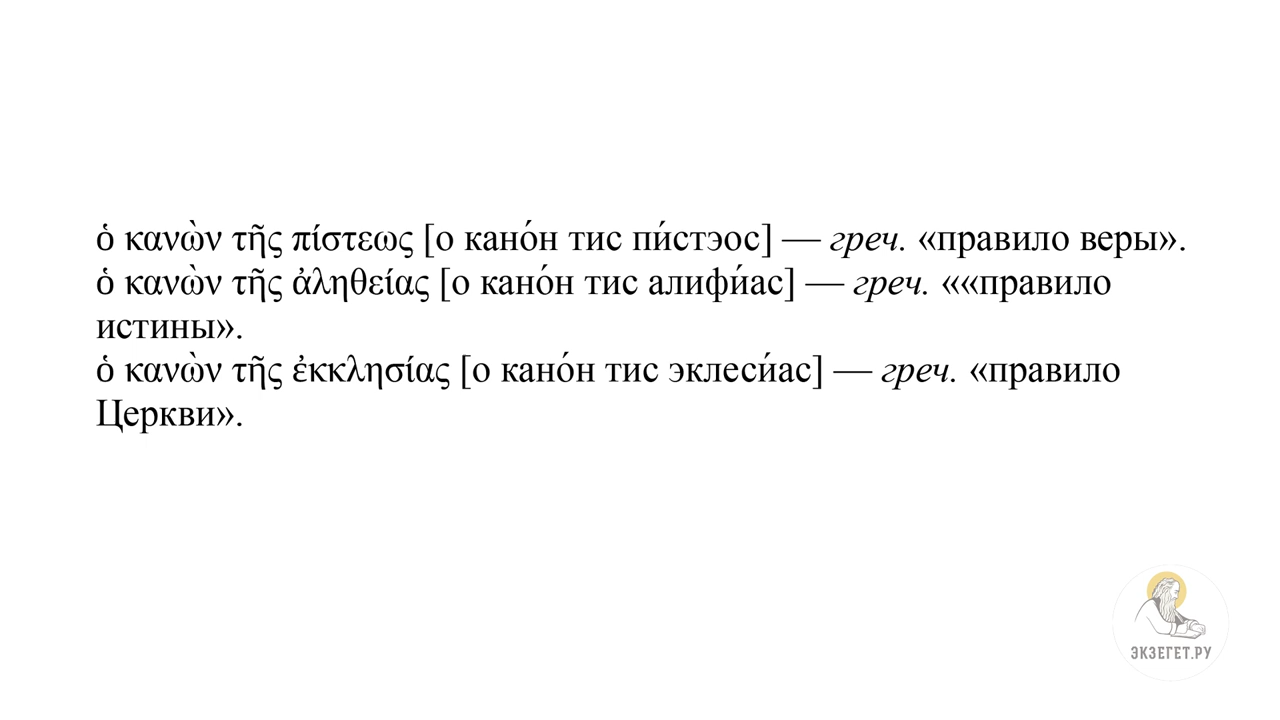 ὁ κανὼν τῆς πίστεως [о кано́н тис пи́стэос] — греч. «правило веры».
ὁ κανὼν τῆς ἀληθείας [о кано́н тис алифи́ас] — греч. ««правило
истины».
ὁ κανὼν τῆς ἐκκλησίας [о кано́н тис эклеси́ас] — греч. «правило
Церкви».
ЭКЗЕГЕТ.РУ